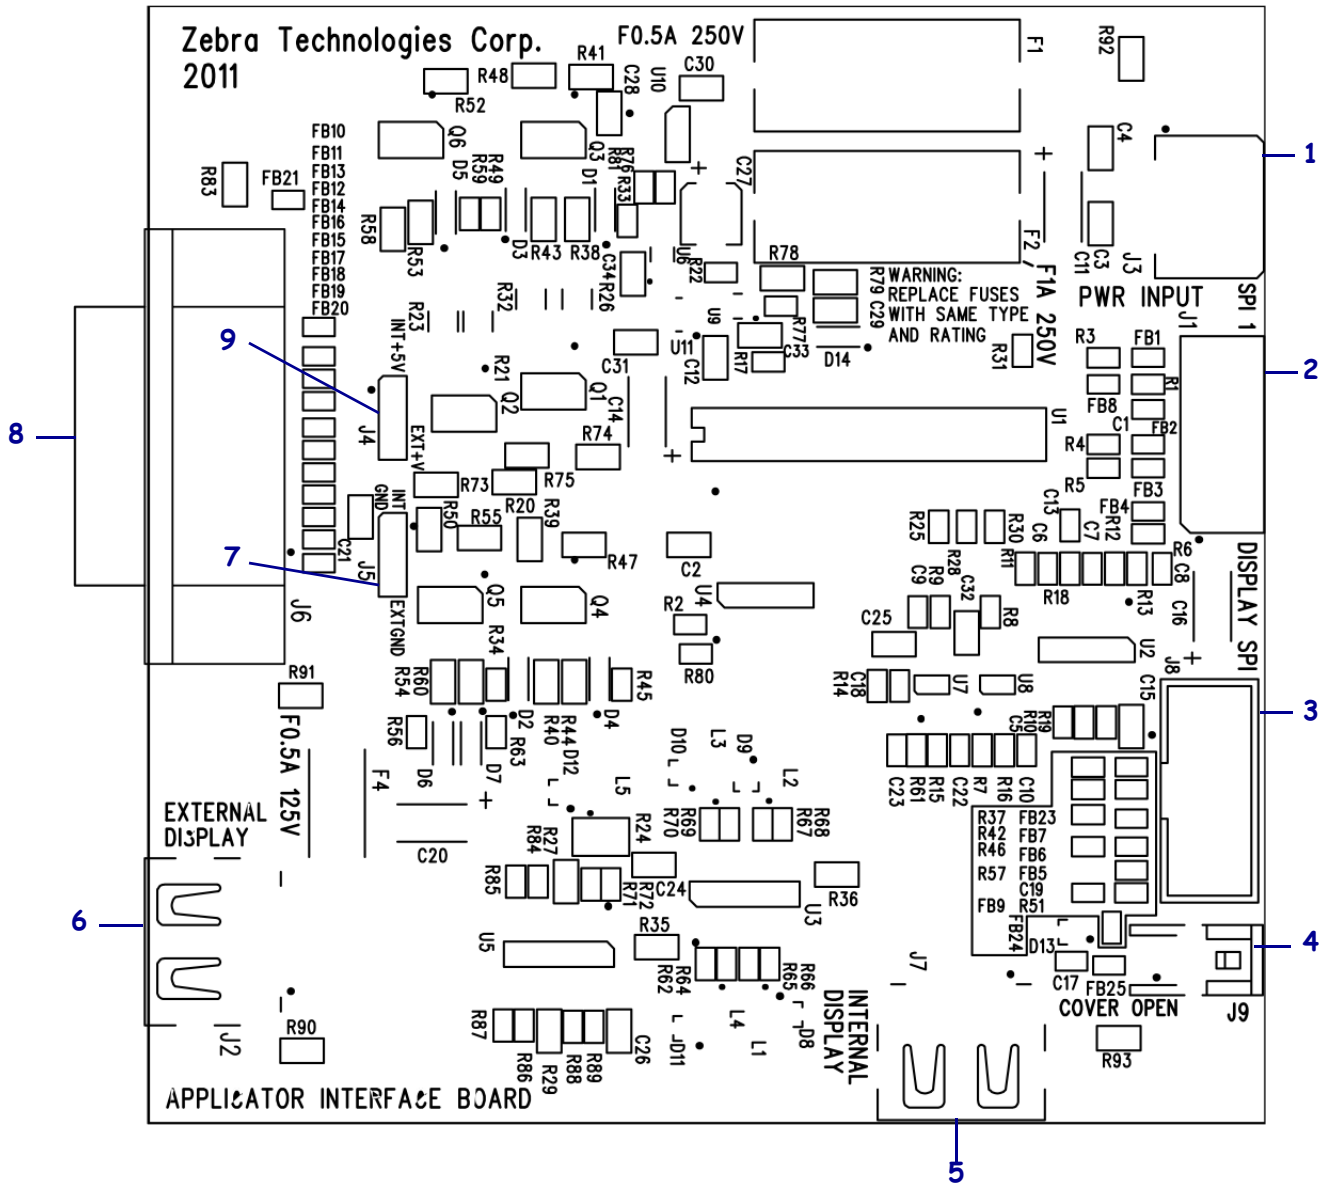 Zebra Technologies Corp.
2011
F0.5A 250V
R41
R48
R52
C28
U10
C30
F1
R92
C4
1
FB10
FB11
FB13
FB12
FB14
FB16
FB15
FB17
FB18
FB19
FB20
R83
FB21
Q6
D5
R59
R49
Q3
R81
R76
D1
R33
C27
R58
R53
D3
R43
R38
C34
R26
U6
R22
R78
F2,
F1A 250V
R79
C29
WARNING:
REPLACE FUSES
WITH SAME TYPE
AND RATING
C11
C3
J3
PWR INPUT
SPI 1
J1
R23
R32
U9
R77
U11
R17
C33
D14
R31
R3
FB1
9
INT+5V
R21
C31
C12
Q1
Q2
C14
U1
FB8
R1
C1
FB2
2
8
J4
EXT+V
R74
R4
R5
FB3
FB4
R73
R75
R20
INT
GND
R50
R55
R39
R47
C21
C2
R25
R28
R30
C13
C6
C7
R12
R6
C8
7
J5
R11
R18
R13
C16
DISPLAY SPI
J6
EXTGND
Q5
Q4
U4
R2
R80
C9
R9
C32
R8
C25
U2
J8
R91
R54
R60
R34
R45
R14
C18
U7
U8
C15
3
R56
D6
D7
R63
D2
R40
R44
D12
D4
L5
D10
L3
D9
L2
R10
R19
C5
F0.5A 125V
F4
C20
C23
R61
R15
C22
R7
R16
C10
EXTERNAL
DISPLAY
R84
R27
R24
R70
R69
R67
R68
R37
FB23
R42
FB7
R46
FB6
R57
FB5
C19
FB9
R51
FB24
R85
R71
R72
C24
U3
R36
6
U5
R35
R62
R64
R65
R66
J7
D13
C17
FB25
4
COVER OPEN
J9
J2
R90
R87
R86
R29
R88
R89
C26
D11
L4
L1
D8
INTERNAL
DISPLAY
R93
APPLICATOR INTERFACE BOARD
5